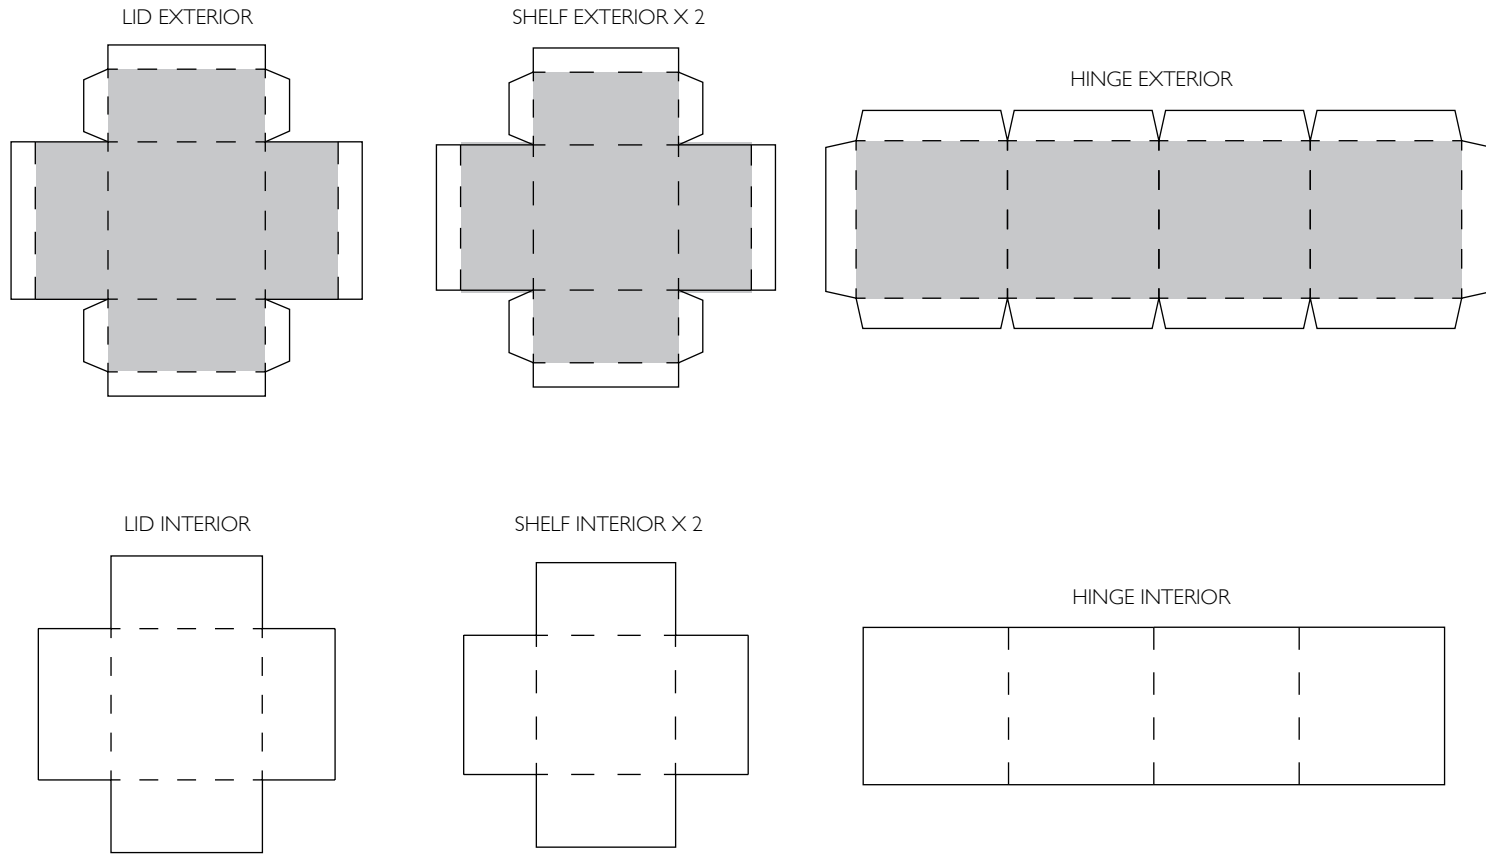 LID EXTERIOR
SHELF EXTERIOR X 2
HINGE EXTERIOR
LID INTERIOR
SHELF INTERIOR X 2
HINGE INTERIOR